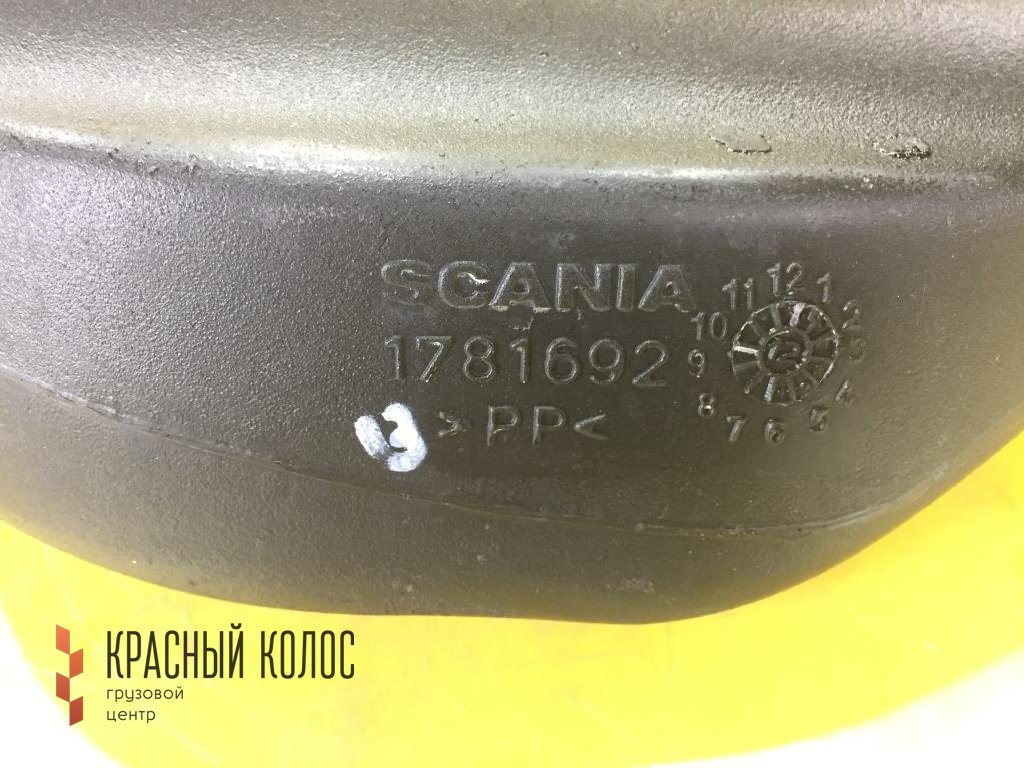 SCANIA
1781692
>PP<
11 12 1
10 2
9 3
8 4
7 6 5
КРАСНЫЙ КОЛОС
грузовой
центр